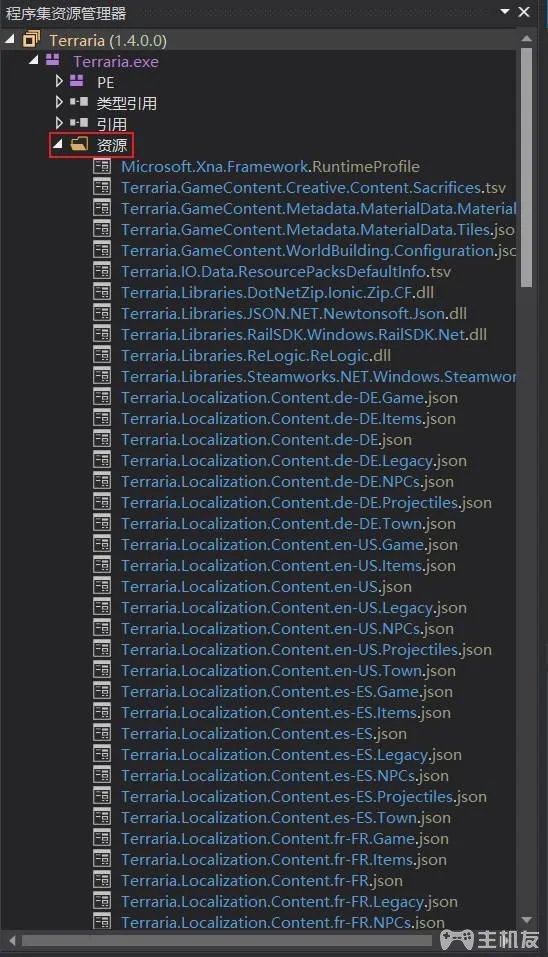 程序集资源管理器
Terraria (1.4.0.0)
Terraria.exe
PE
类型引用
引用
资源
Microsoft.Xna.Framework.RuntimeProfile
Terraria.GameContent.Creative.Content.Sacrifices.tsv
Terraria.GameContent.Metadata.MaterialData.Material
Terraria.GameContent.Metadata.MaterialData.Tiles.jso
Terraria.GameContent.WorldBuilding.Configuration.jsc
Terraria.IO.Data.ResourcePacksDefaultInfo.tsv
Terraria.Libraries.DotNetZip.Ionic.Zip.CF.dll
Terraria.Libraries.JSON.NET.Newtonsoft.Json.dll
Terraria.Libraries.RailSDK.Windows.RailSDK.Net.dll
Terraria.Libraries.ReLogic.ReLogic.dll
Terraria.Libraries.Steamworks.NET.Windows.Steamwor
Terraria.Localization.Content.de-DE.Game.json
Terraria.Localization.Content.de-DE.Items.json
Terraria.Localization.Content.de-DE.json
Terraria.Localization.Content.de-DE.Legacy.json
Terraria.Localization.Content.de-DE.NPCs.json
Terraria.Localization.Content.de-DE.Projectiles.json
Terraria.Localization.Content.de-DE.Town.json
Terraria.Localization.Content.en-US.Game.json
Terraria.Localization.Content.en-US.Items.json
Terraria.Localization.Content.en-US.json
Terraria.Localization.Content.en-US.Legacy.json
Terraria.Localization.Content.en-US.NPCs.json
Terraria.Localization.Content.en-US.Projectiles.json
Terraria.Localization.Content.en-US.Town.json
Terraria.Localization.Content.es-ES.Game.json
Terraria.Localization.Content.es-ES.Items.json
Terraria.Localization.Content.es-ES.json
Terraria.Localization.Content.es-ES.Legacy.json
Terraria.Localization.Content.es-ES.NPCs.json
Terraria.Localization.Content.es-ES.Projectiles.json
Terraria.Localization.Content.es-ES.Town.json
Terraria.Localization.Content.fr-FR.Game.json
Terraria.Localization.Content.fr-FR.Items.json
Terraria.Localization.Content.fr-FR.json
Terraria.Localization.Content.fr-FR.Legacy.json
Terraria.Localization.Content.fr-FR.NPCs.json
主机友